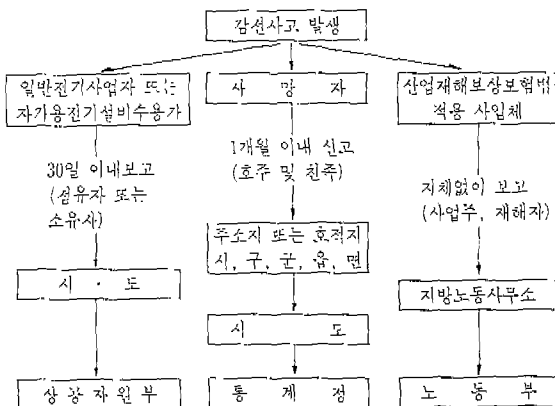 감전사고 발생
일반전기사업자 또는
자가용전기설비수용가
30일 이내보고
(점유자 또는
소유자)
시 · 도
상공자원부
사 망 자
1개월 이내 신고
(호주 및 친족)
주소지 또는 호적지
시, 구, 군, 읍, 면
시 도
통 계 청
산업재해보상보험법
적용 사업체
지체없이 보고
(사업주, 재해자)
지방노동사무소
노 동 부